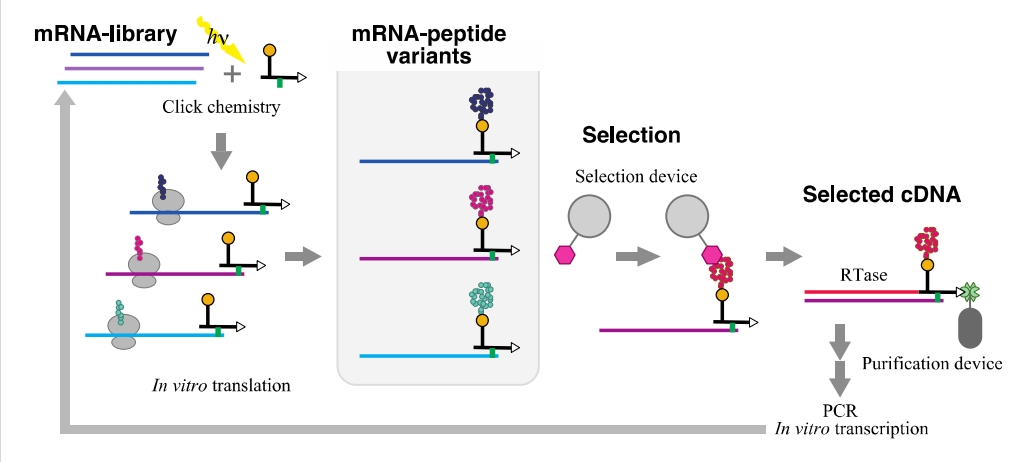 mRNA-library
hν
+
Click chemistry
In vitro translation
mRNA-peptide
variants
Selection
Selection device
Selected cDNA
RTase
Purification device
PCR
In vitro transcription